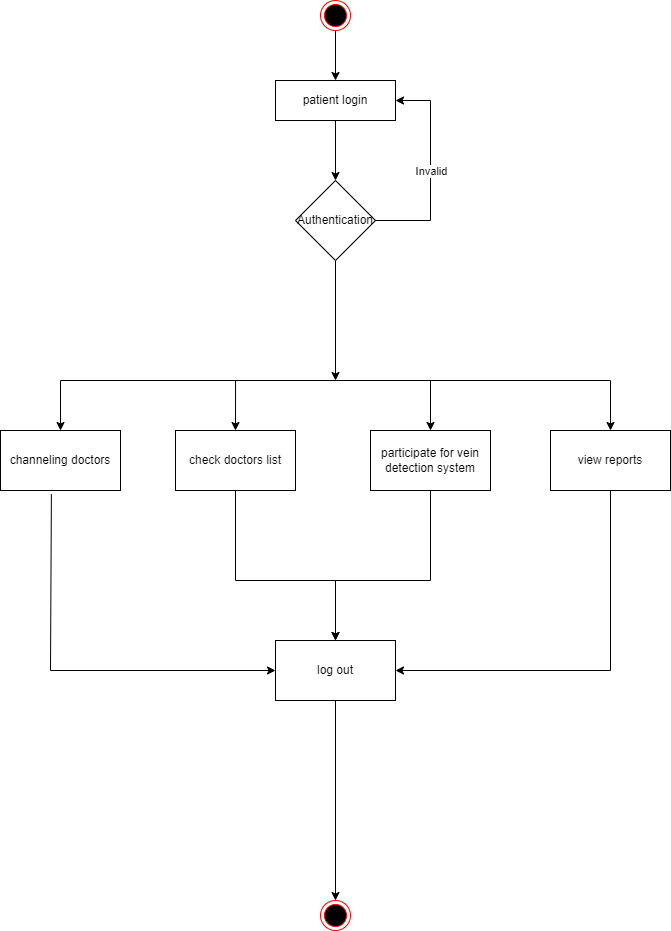 patient login
Invalid
Authentication
channeling doctors
check doctors list
participate for vein
detection system
view reports
log out